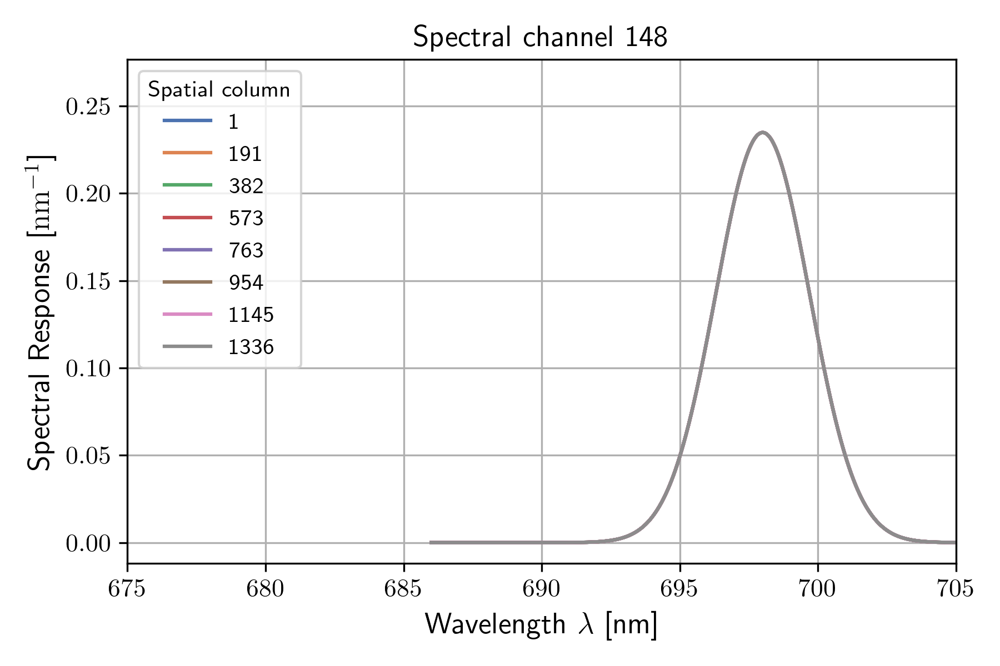 Spectral channel 148
Spectral Response [nm⁻¹]
0.25
0.20
0.15
0.10
0.05
0.00
Spatial column
1
191
382
573
763
954
1145
1336
675 680 685 690 695 700 705
Wavelength λ [nm]